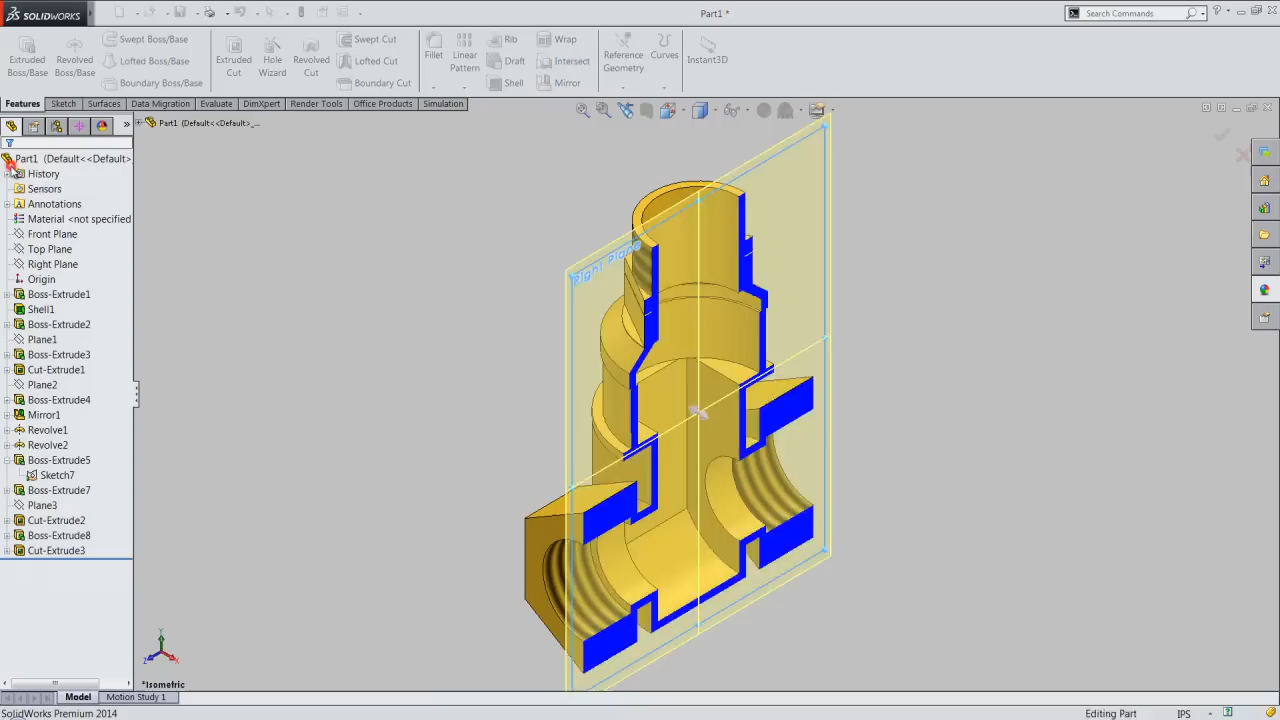 SOLIDWORKS
Part1 *
Search Commands
Extruded Boss/Base
Revolved Boss/Base
Swept Boss/Base
Lofted Boss/Base
Boundary Boss/Base
Extruded Cut
Hole Wizard
Revolved Cut
Swept Cut
Lofted Cut
Boundary Cut
Fillet
Linear Pattern
Rib
Draft
Shell
Wrap
Intersect
Mirror
Reference Geometry
Curves
Instant3D
Features
Sketch
Surfaces
Data Migration
Evaluate
DimXpert
Render Tools
Office Products
Simulation
Part1 (Default<<Default>_...
Part1 (Default<<Default>
History
Sensors
Annotations
Material <not specified
Front Plane
Top Plane
Right Plane
Origin
Boss-Extrude1
Shell1
Boss-Extrude2
Plane1
Boss-Extrude3
Cut-Extrude1
Plane2
Boss-Extrude4
Mirror1
Revolve1
Revolve2
Boss-Extrude5
Sketch7
Boss-Extrude7
Plane3
Cut-Extrude2
Boss-Extrude8
Cut-Extrude3
Right Plane
Y
Z
X
*Isometric
Model
Motion Study 1
SolidWorks Premium 2014
Editing Part
IPS